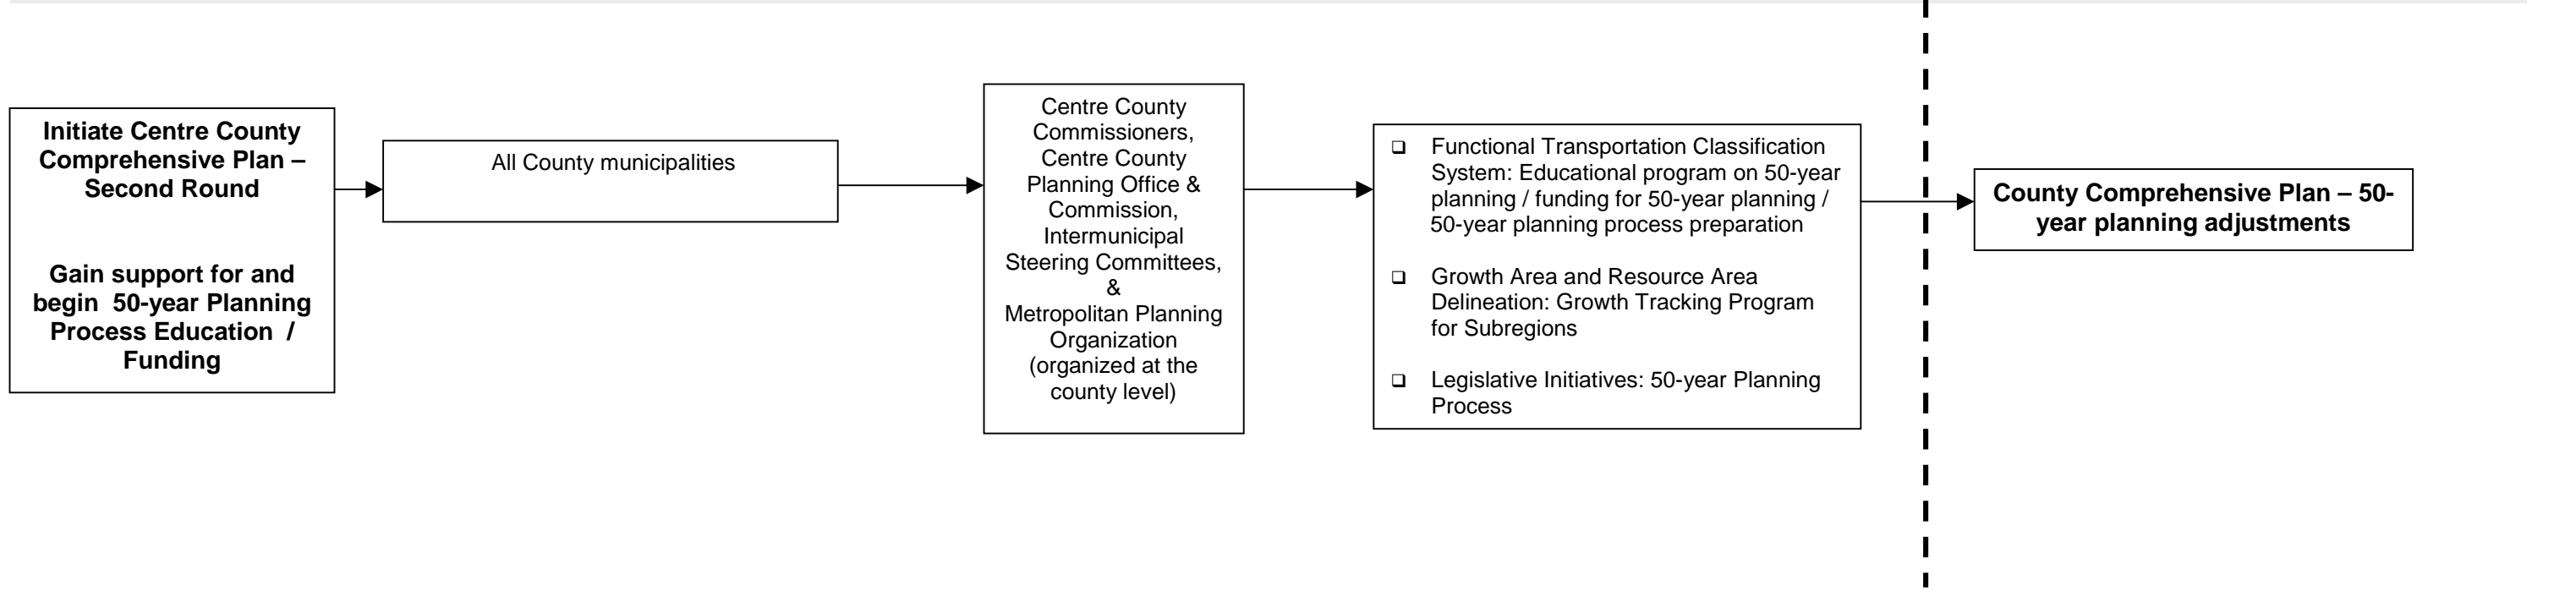 Initiate Centre County
Comprehensive Plan –
Second Round
Gain support for and
begin  50-year Planning
Process Education  /
Funding
All County municipalities
Centre County
Commissioners,
Centre County
Planning Office &
Commission,
Intermunicipal
Steering Committees,
&
Metropolitan Planning
Organization
(organized at the
county level)
❑ Functional Transportation Classification
System: Educational program on 50-year
planning / funding for 50-year planning /
50-year planning process preparation
❑ Growth Area and Resource Area
Delineation: Growth Tracking Program
for Subregions
❑ Legislative Initiatives: 50-year Planning
Process
County Comprehensive Plan – 50-
year planning adjustments